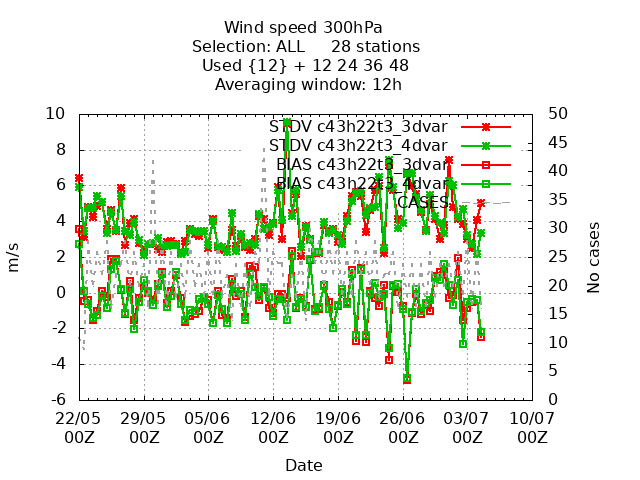 Wind speed 300hPa
Selection: ALL 28 stations
Used {12} + 12 24 36 48
Averaging window: 12h
STDV c43h22t3_3dvar
STDV c43h22t3_4dvar
BIAS c43h22t3_3dvar
BIAS c43h22t3_4dvar
CASES
10
8
6
4
2
0
-2
-4
-6
m/s
50
45
40
35
30
25
20
15
10
5
0
No cases
22/05 29/05 05/06 12/06 19/06 26/06 03/07 10/07
00Z 00Z 00Z 00Z 00Z 00Z 00Z 00Z
Date